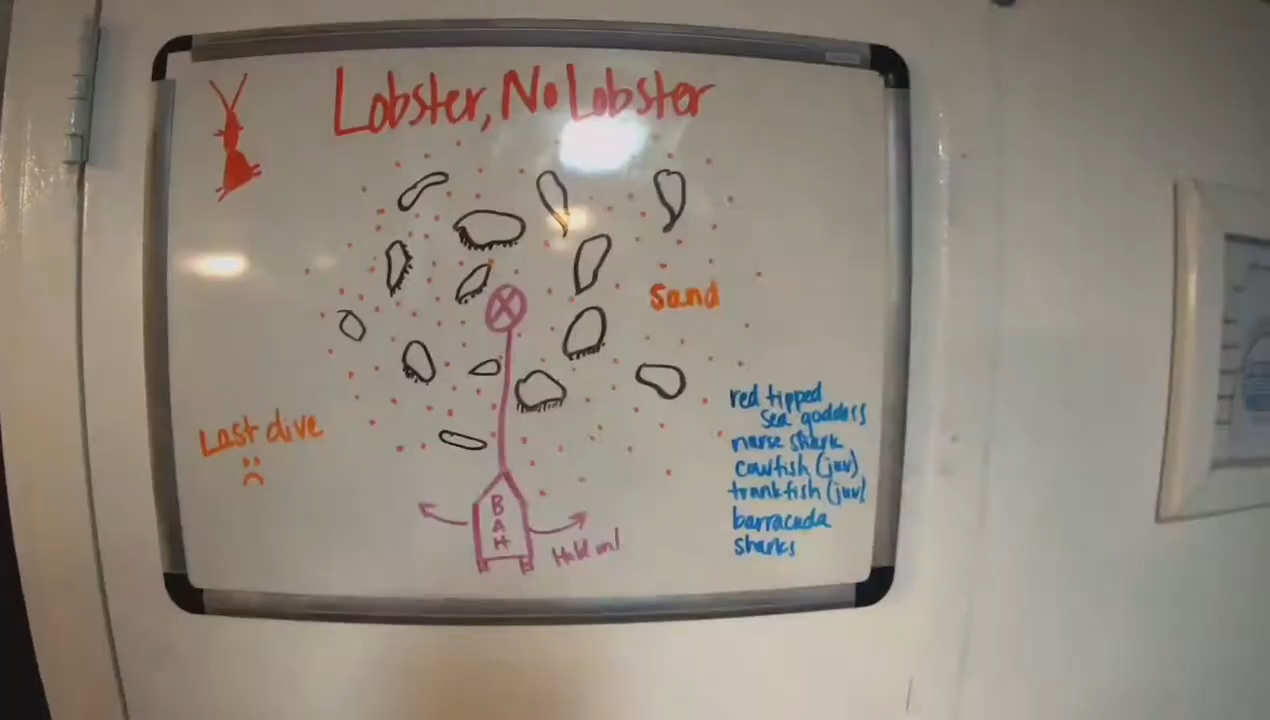 Lobster, No Lobster
sand
red tipped
sea goddess
nurse shark
cowfish (juv)
trunkfish (juv)
barracuda
sharks
Last dive
B
A
H
Hold on!